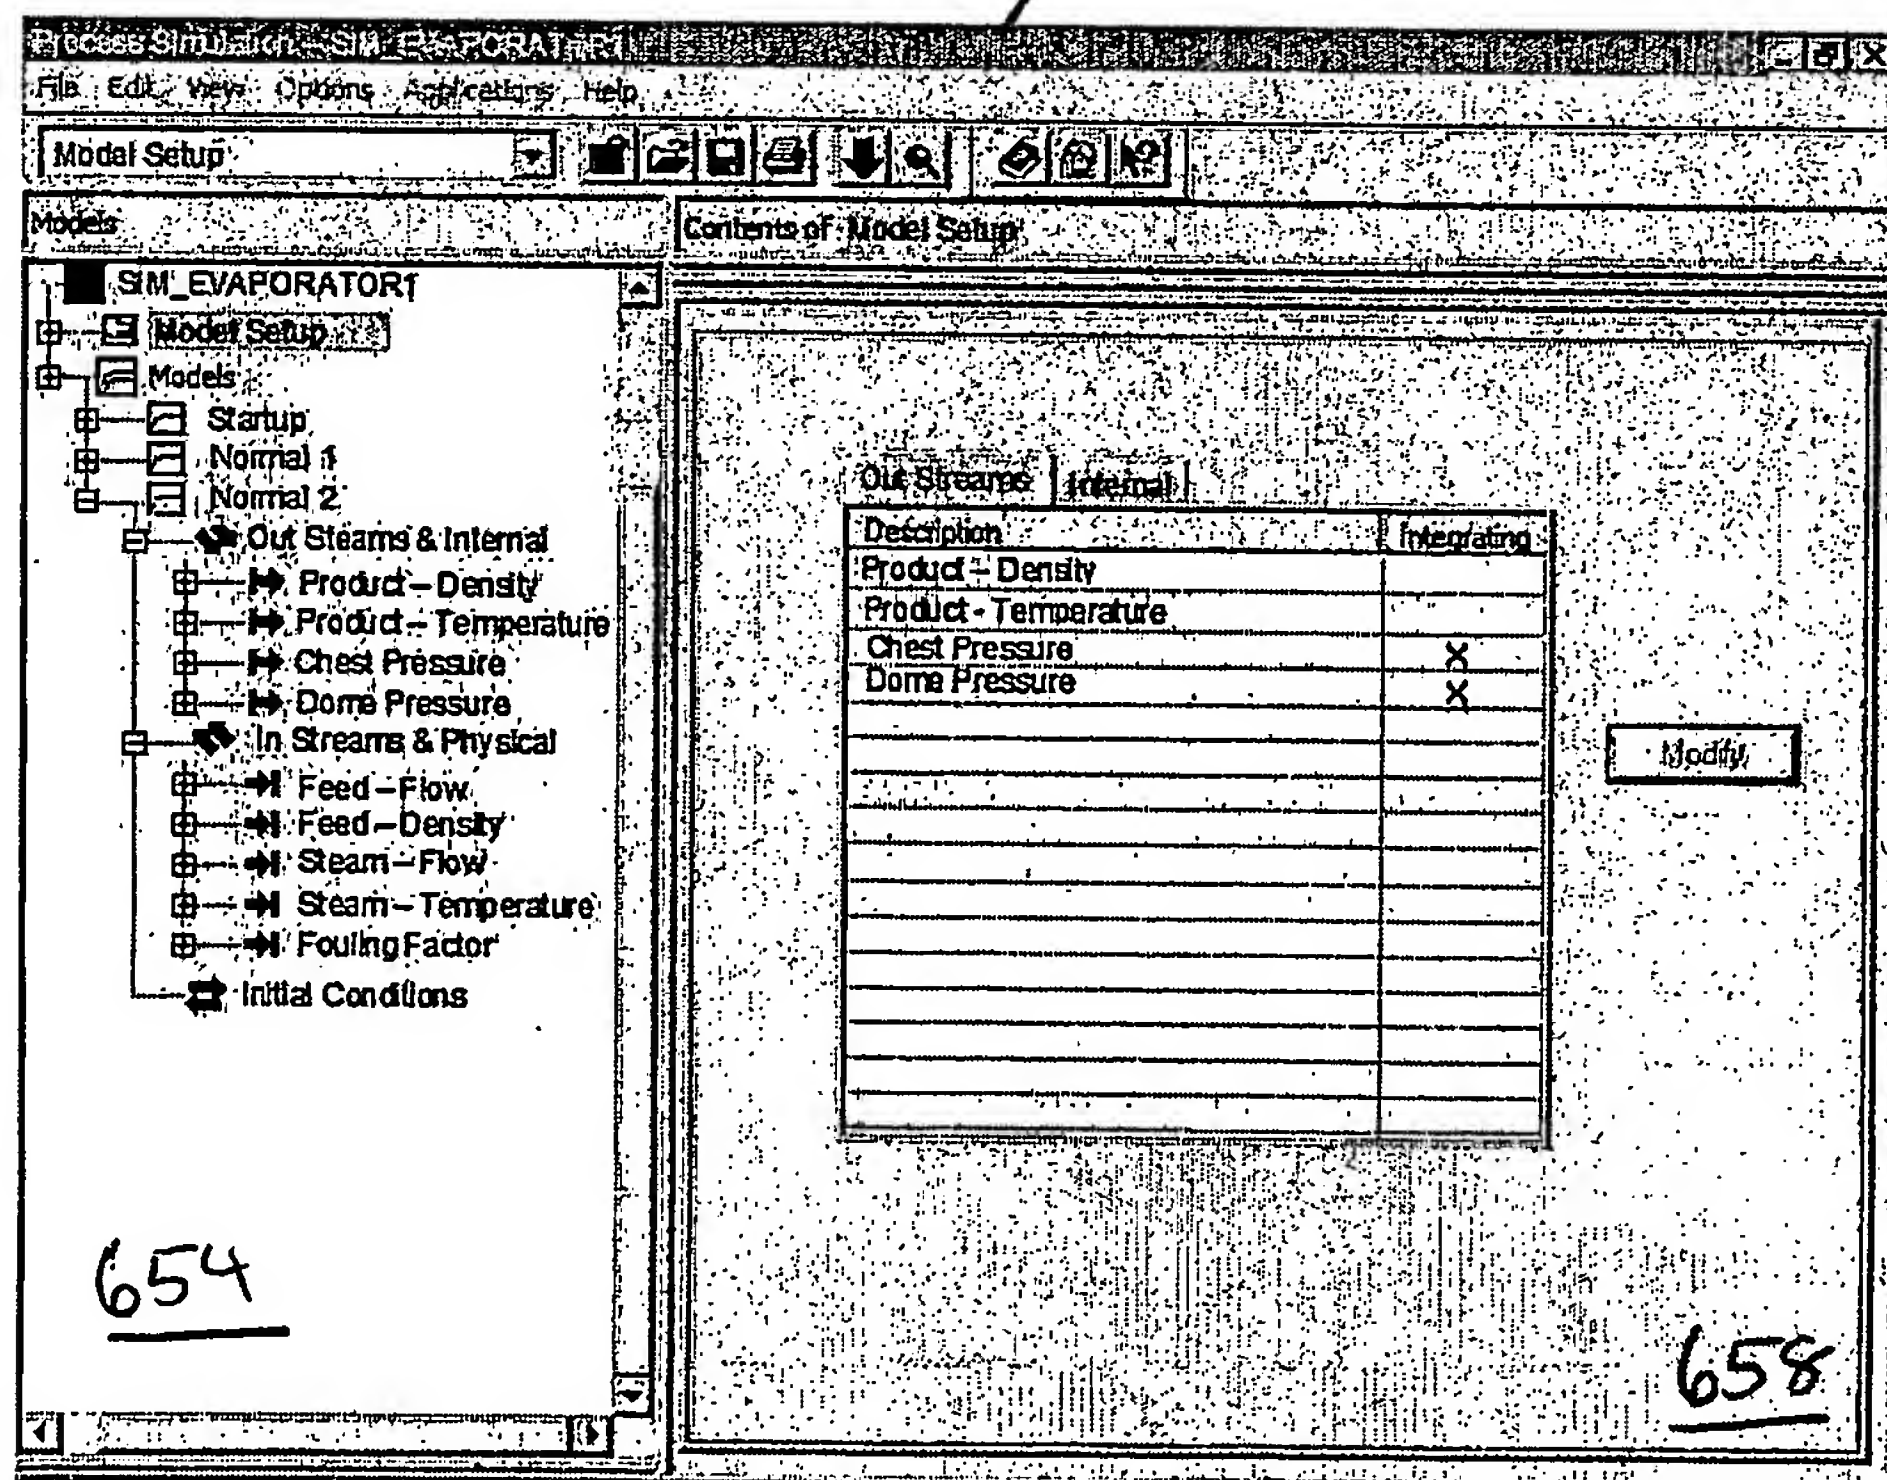 Process Simulation - SIM_EVAPORATOR1
File Edit View Options Applications Help
Model Setup
Models
Contents of Model Setup
SIM_EVAPORATOR1
Model Setup
Models
Startup
Normal 1
Normal 2
Out Steams & Internal
Product - Density
Product - Temperature
Chest Pressure
Dome Pressure
In Streams & Physical
Feed - Flow
Feed - Density
Steam - Flow
Steam - Temperature
Fouling Factor
Initial Conditions
654
Out Streams Internal
Description Integrating
Product - Density
Product - Temperature
Chest Pressure X
Dome Pressure X
Modify
658